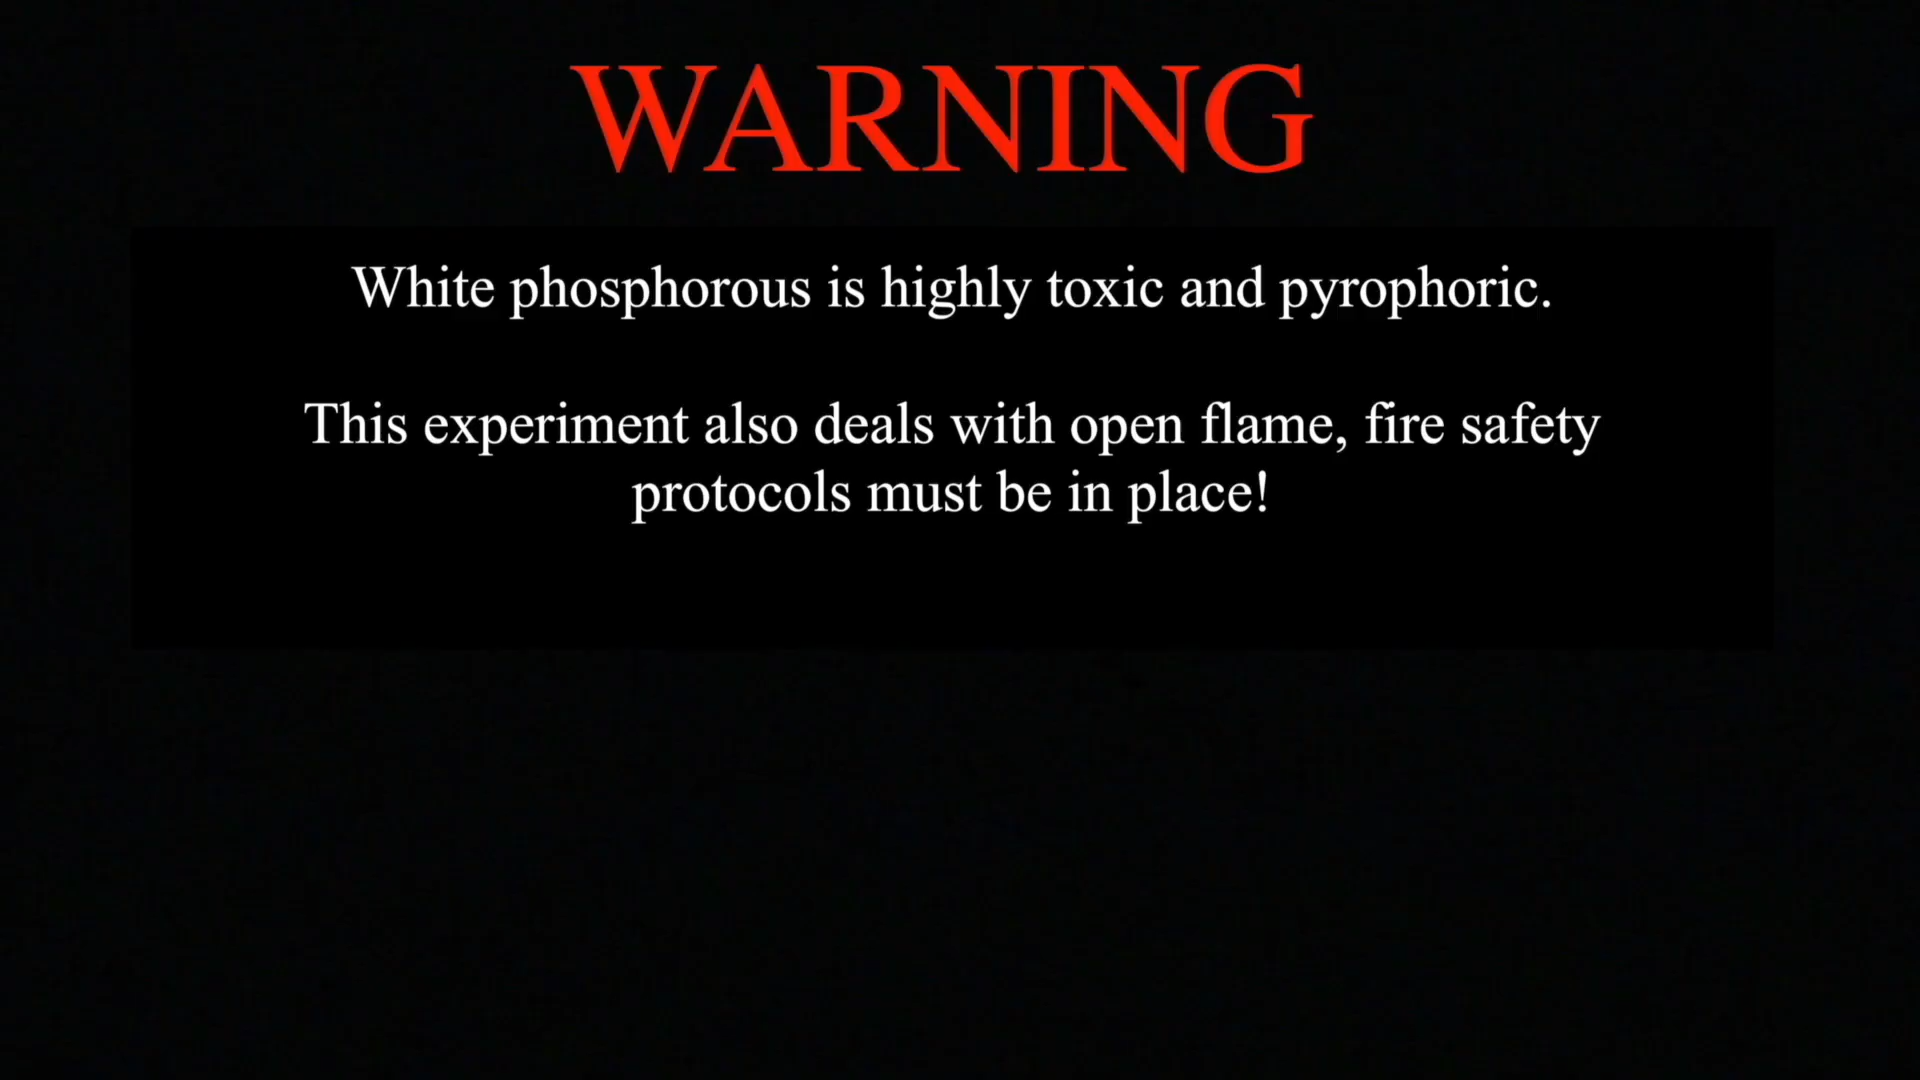 WARNING
White phosphorous is highly toxic and pyrophoric.
This experiment also deals with open flame, fire safety
protocols must be in place!